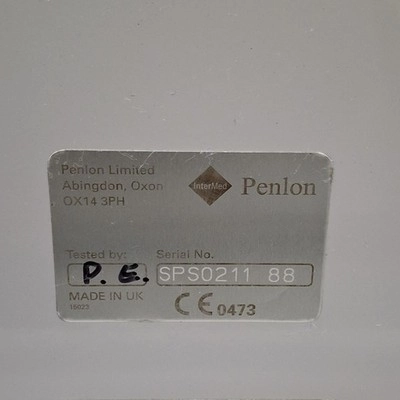 Penlon Limited
Abingdon, Oxon
OX14 3PH
InterMed
Penlon
Tested by:
Serial No.
P. E.
SPS0211 88
MADE IN UK
CE 0473